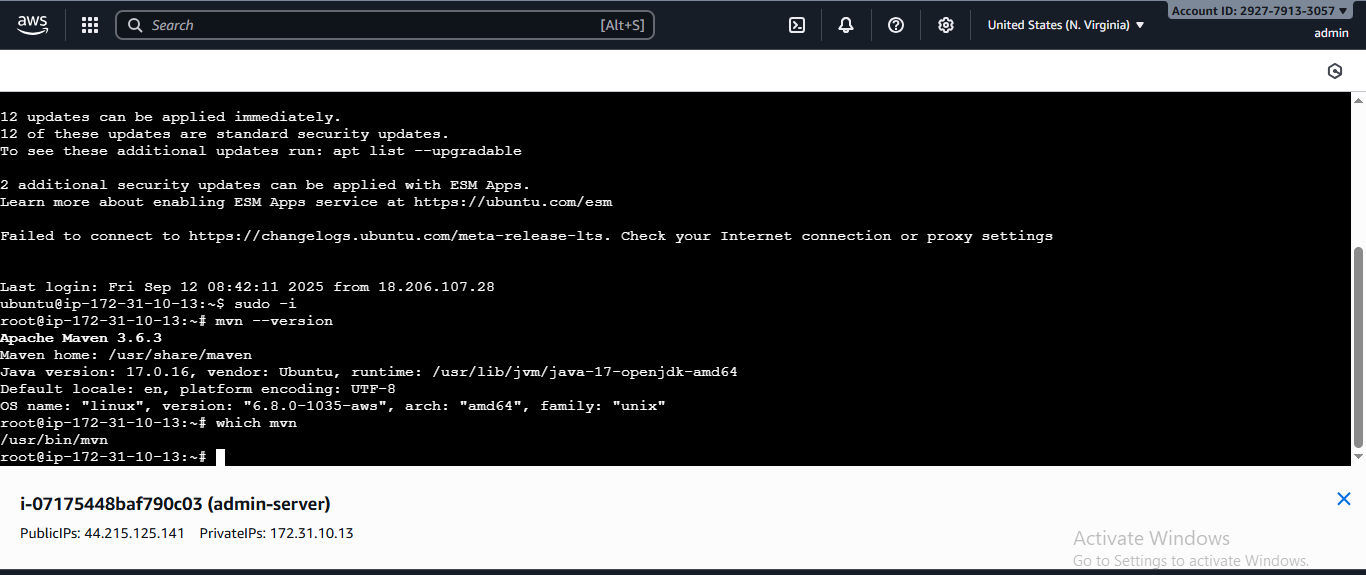 aws
Search
[Alt+S]
United States (N. Virginia) ▼
Account ID: 2927-7913-3057 ▼
admin
12 updates can be applied immediately.
12 of these updates are standard security updates.
To see these additional updates run: apt list --upgradable
2 additional security updates can be applied with ESM Apps.
Learn more about enabling ESM Apps service at https://ubuntu.com/esm
Failed to connect to https://changelogs.ubuntu.com/meta-release-lts. Check your Internet connection or proxy settings
Last login: Fri Sep 12 08:42:11 2025 from 18.206.107.28
ubuntu@ip-172-31-10-13:~$ sudo -i
root@ip-172-31-10-13:~# mvn --version
Apache Maven 3.6.3
Maven home: /usr/share/maven
Java version: 17.0.16, vendor: Ubuntu, runtime: /usr/lib/jvm/java-17-openjdk-amd64
Default locale: en, platform encoding: UTF-8
OS name: "linux", version: "6.8.0-1035-aws", arch: "amd64", family: "unix"
root@ip-172-31-10-13:~# which mvn
/usr/bin/mvn
root@ip-172-31-10-13:~#
i-07175448baf790c03 (admin-server)
PublicIPs: 44.215.125.141 PrivateIPs: 172.31.10.13
Activate Windows
Go to Settings to activate Windows.